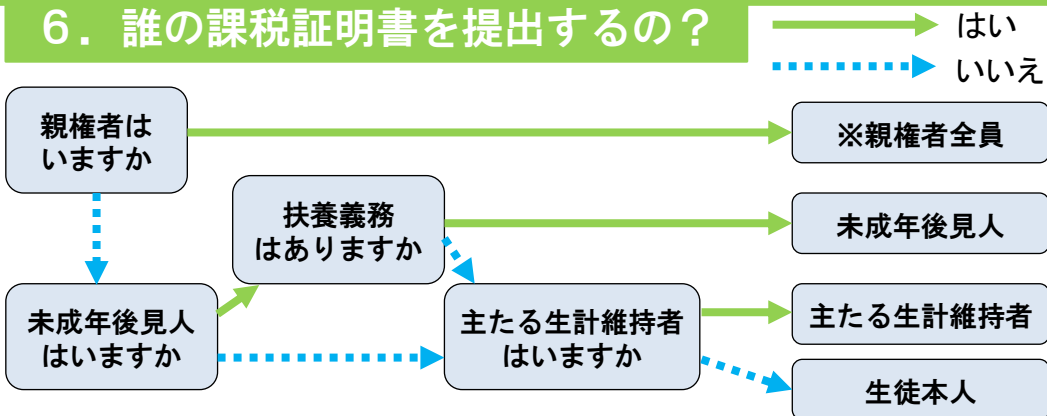 ６．誰の課税証明書を提出するの？
はい
いいえ
親権者は
いますか
※親権者全員
扶養義務
はありますか
未成年後見人
未成年後見人
はいますか
主たる生計維持者
はいますか
主たる生計維持者
生徒本人